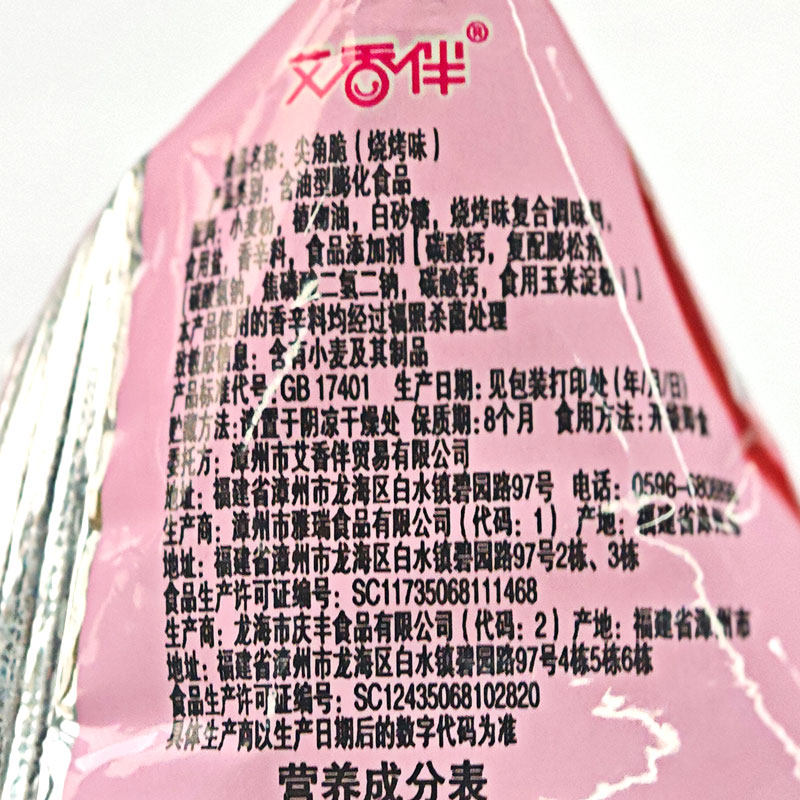 艾香伴®
食品名称：尖角脆（烧烤味）
产品类别：含油型膨化食品
配料：小麦粉，植物油，白砂糖，烧烤味复合调味料，
食用盐，香辛料，食品添加剂【碳酸钙，复配膨松剂
（碳酸氢钠，焦磷酸二氢二钠，碳酸钙，食用玉米淀粉）】
本产品使用的香辛料均经过辐照杀菌处理
致敏原信息：含有小麦及其制品
产品标准代号：GB 17401 生产日期：见包装打印处（年/月/日）
贮藏方法：请置于阴凉干燥处 保质期：8个月 食用方法：开袋即食
委托方：漳州市艾香伴贸易有限公司
地址：福建省漳州市龙海区白水镇碧园路97号 电话：0596-
生产商：漳州市雅瑞食品有限公司（代码：1） 产地：福建省漳州市
地址：福建省漳州市龙海区白水镇碧园路97号2栋、3栋
食品生产许可证编号：SC11735068111468
生产商：龙海市庆丰食品有限公司（代码：2）产地：福建省漳州市
地址：福建省漳州市龙海区白水镇碧园路97号4栋5栋6栋
食品生产许可证编号：SC12435068102820
具体生产商以生产日期后的数字代码为准
营养成分表